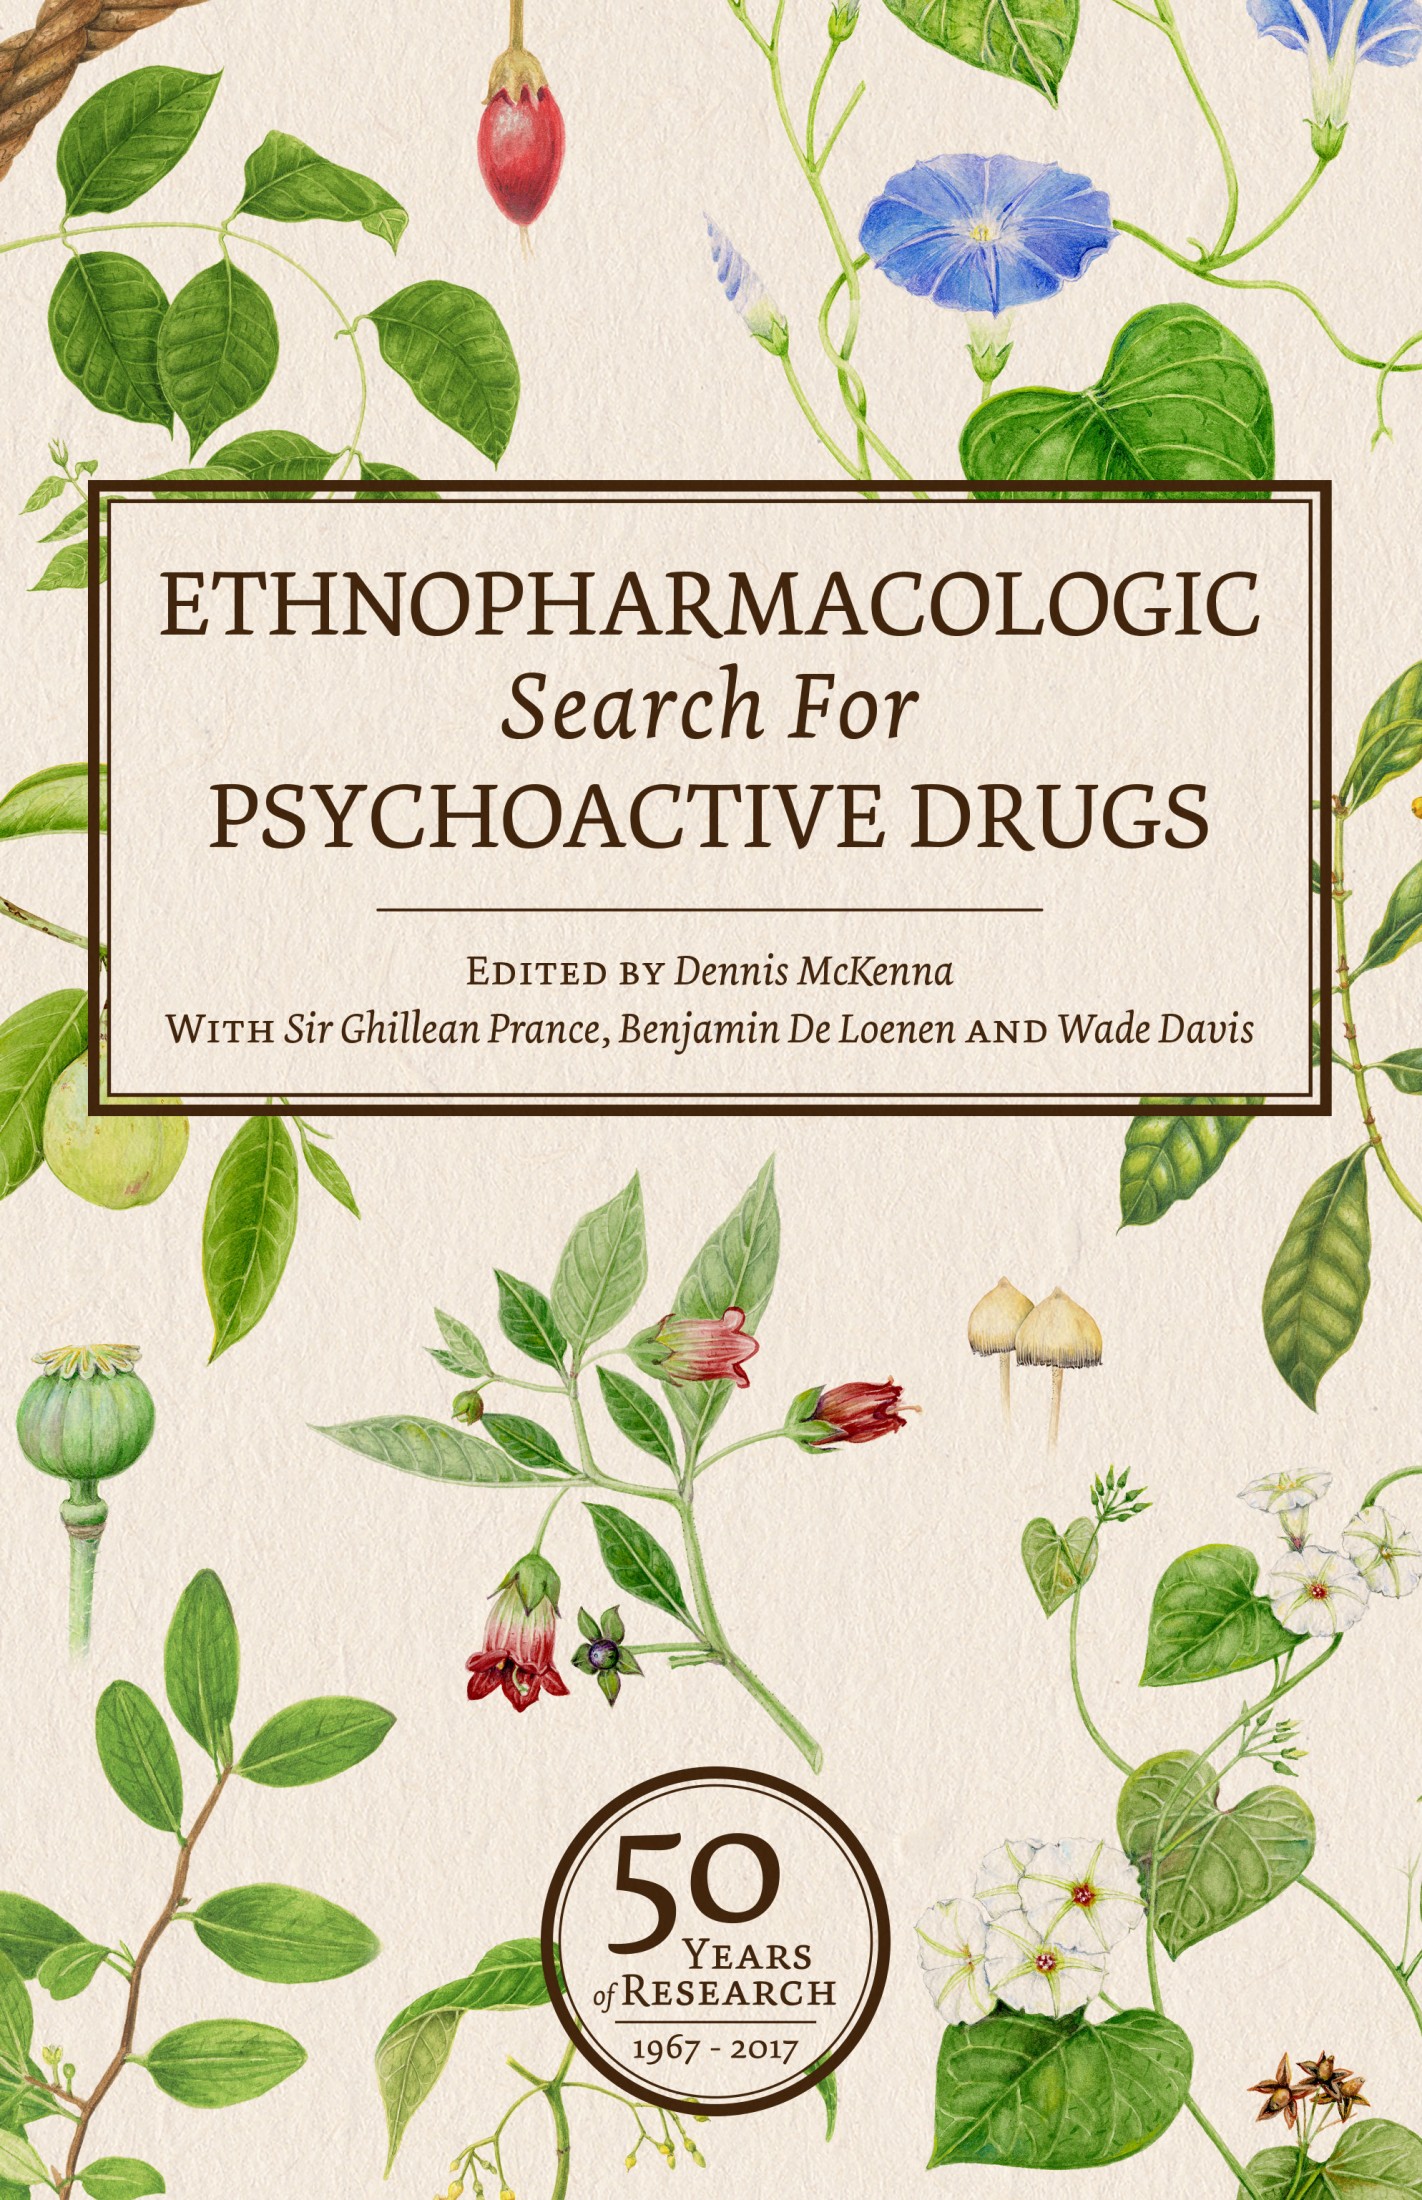 ETHNOPHARMACOLOGIC
Search For
PSYCHOACTIVE DRUGS
EDITED BY Dennis McKenna
WITH Sir Ghillean Prance, Benjamin De Loenen AND Wade Davis
50
YEARS
of RESEARCH
1967 - 2017